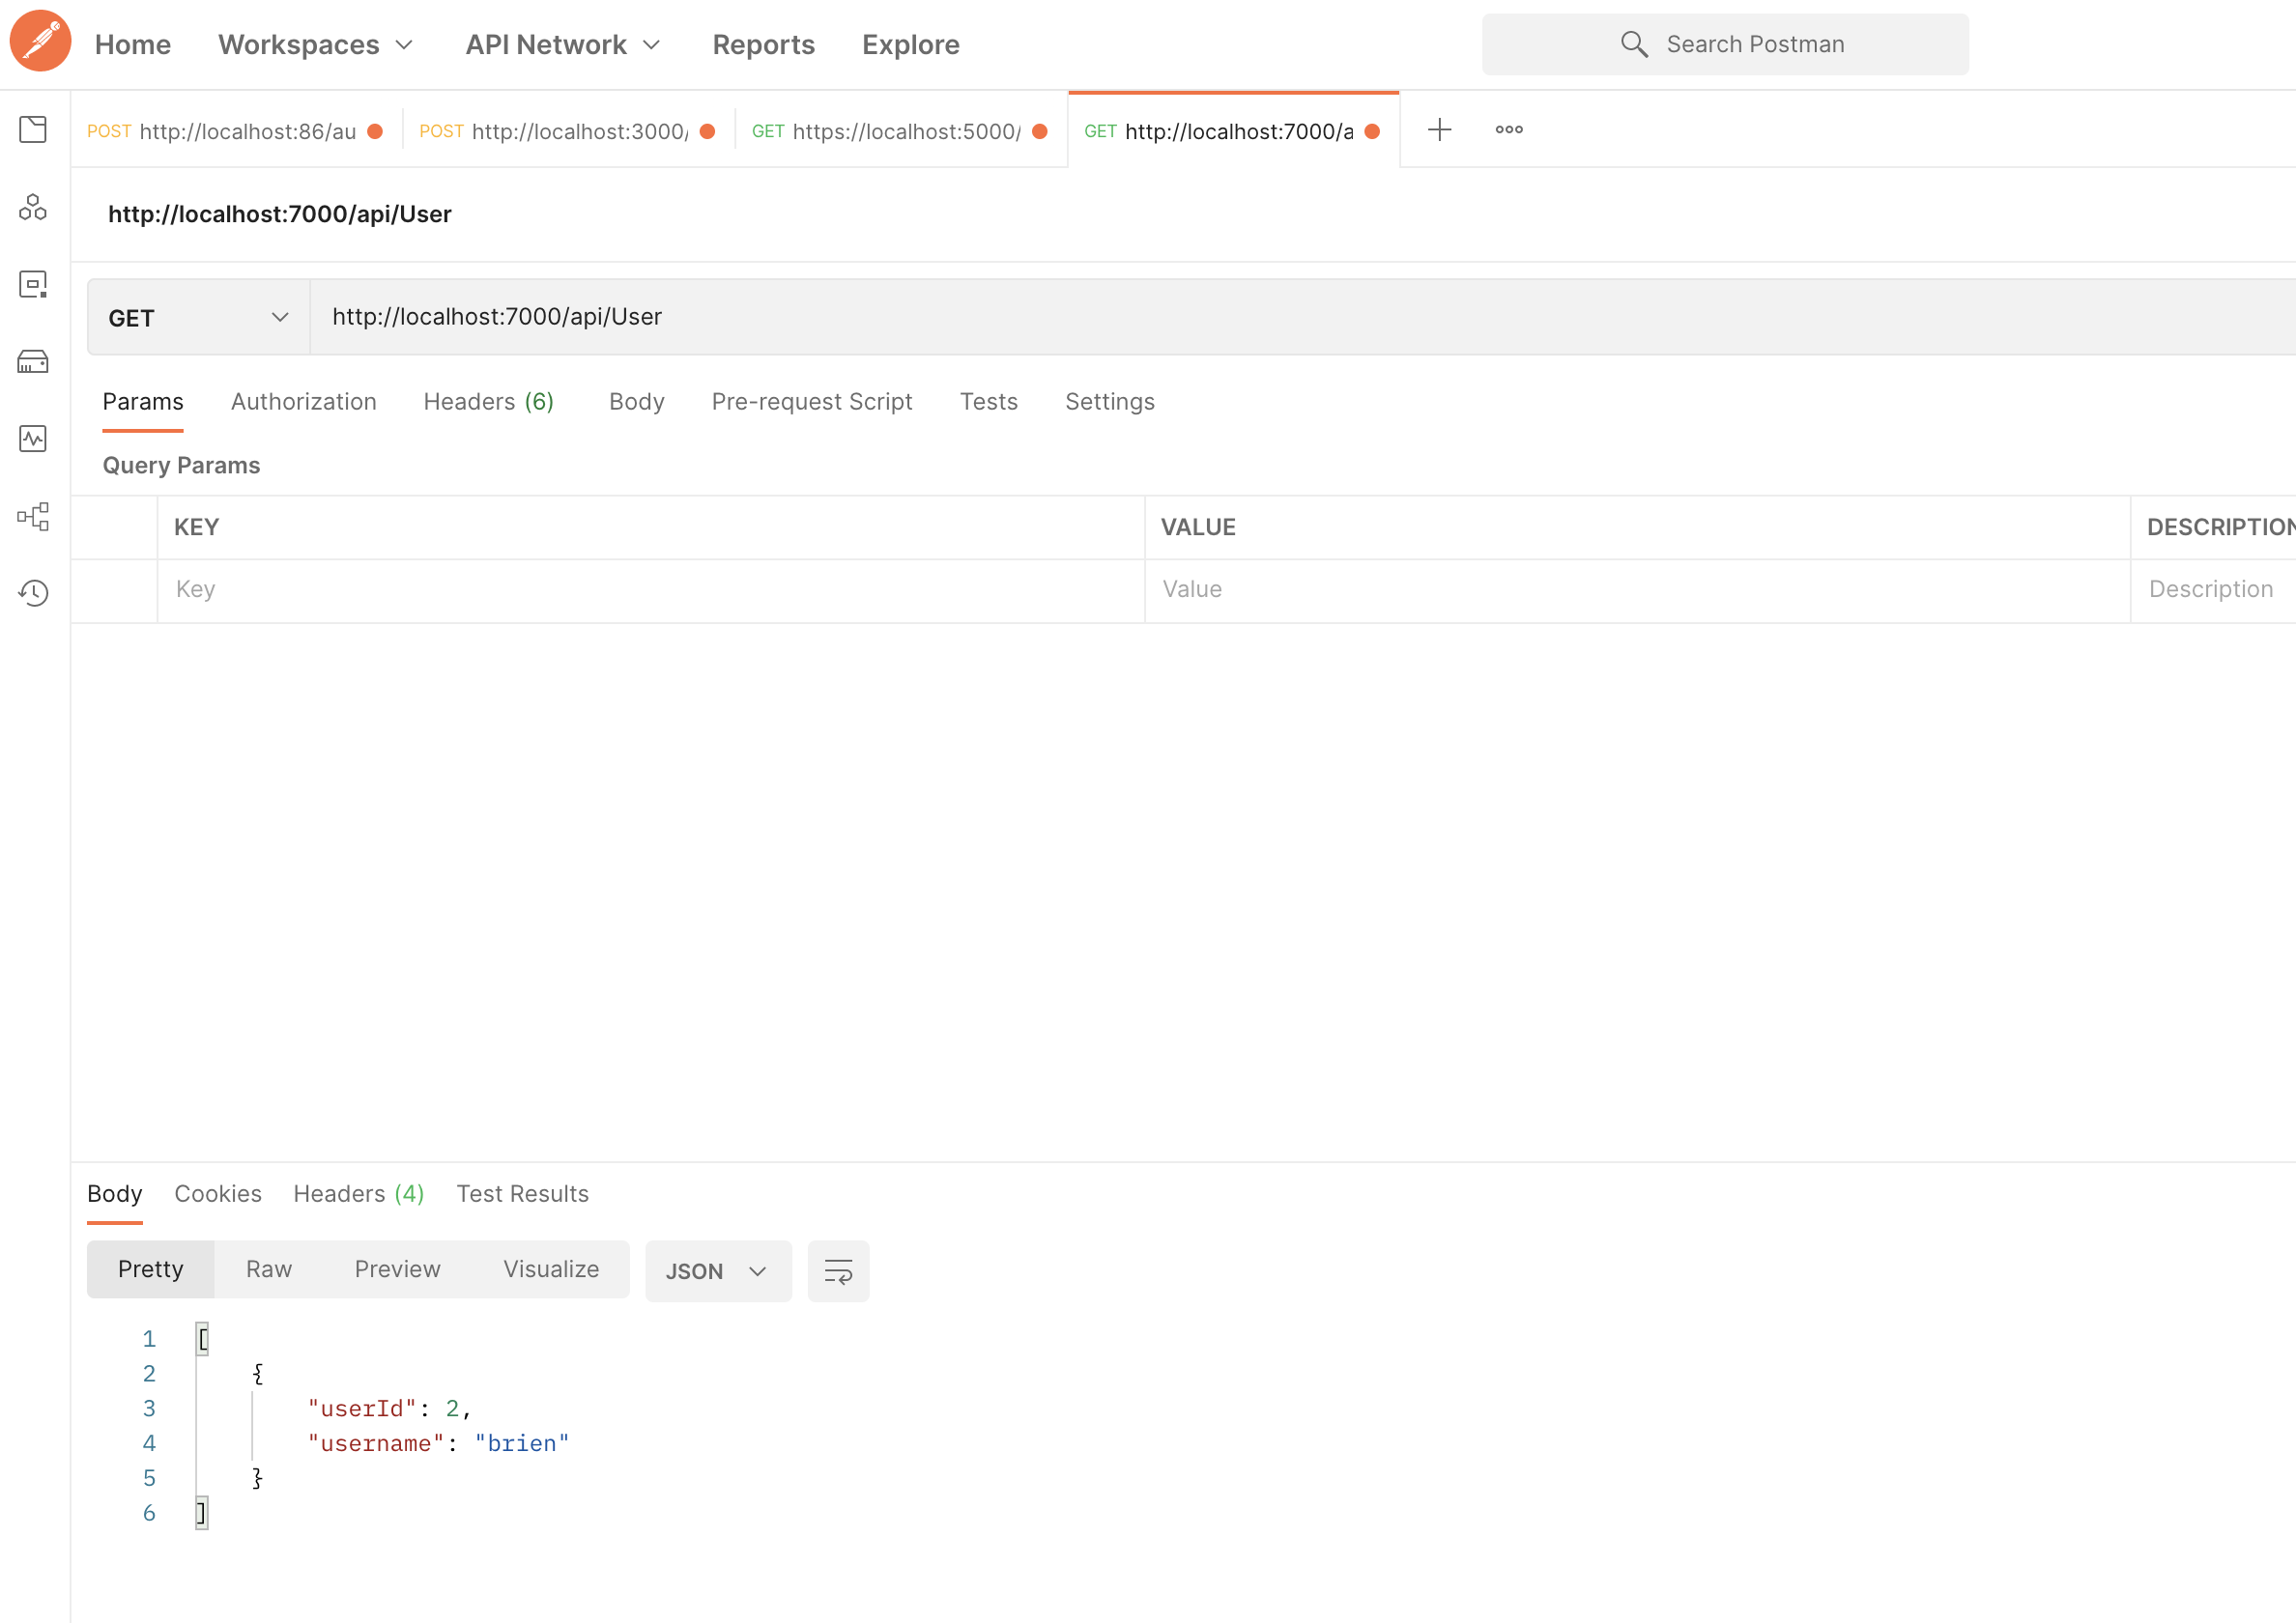 Home Workspaces API Network Reports Explore Search Postman
POST http://localhost:86/au POST http://localhost:3000/ GET https://localhost:5000/ GET http://localhost:7000/a
http://localhost:7000/api/User
GET http://localhost:7000/api/User
Params Authorization Headers (6) Body Pre-request Script Tests Settings
Query Params
KEY VALUE DESCRIPTION
Key Value Description
Body Cookies Headers (4) Test Results
Pretty Raw Preview Visualize JSON
1 [
2 {
3 "userId": 2,
4 "username": "brien"
5 }
6 ]